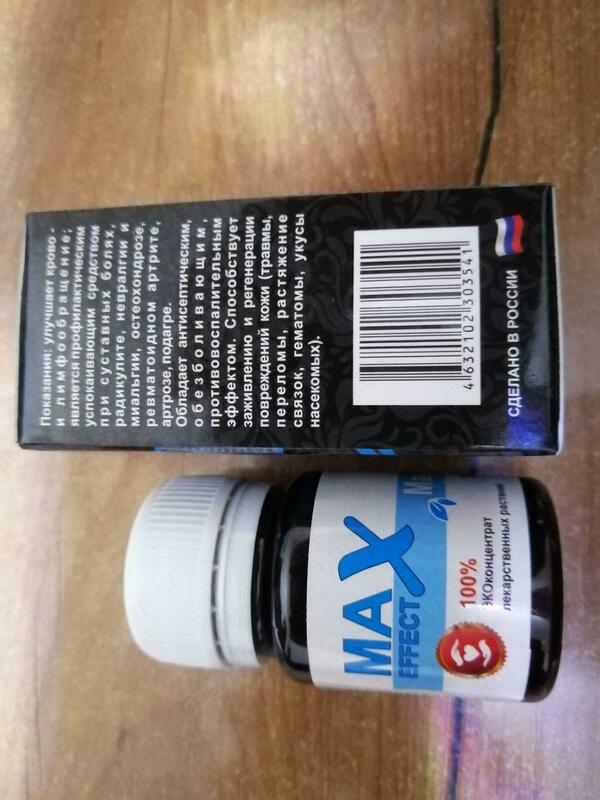 Показания: улучшает крово-
и лимфообращение;
является профилактическим
успокаивающим средством
при суставных болях,
радикулите, невралгии и
миальгии, остеохондрозе,
ревматоидном артрите,
артрозе, подагре.
Обладает антисептическим,
обезболивающим,
противовоспалительным
эффектом. Способствует
заживлению и регенерации
повреждений кожи (травмы,
переломы, растяжение
связок, гематомы, укусы
насекомых).
4 632102 303541
СДЕЛАНО В РОССИИ
MAX
EFFECT
100%
ЭКОконцентрат
лекарственных растений